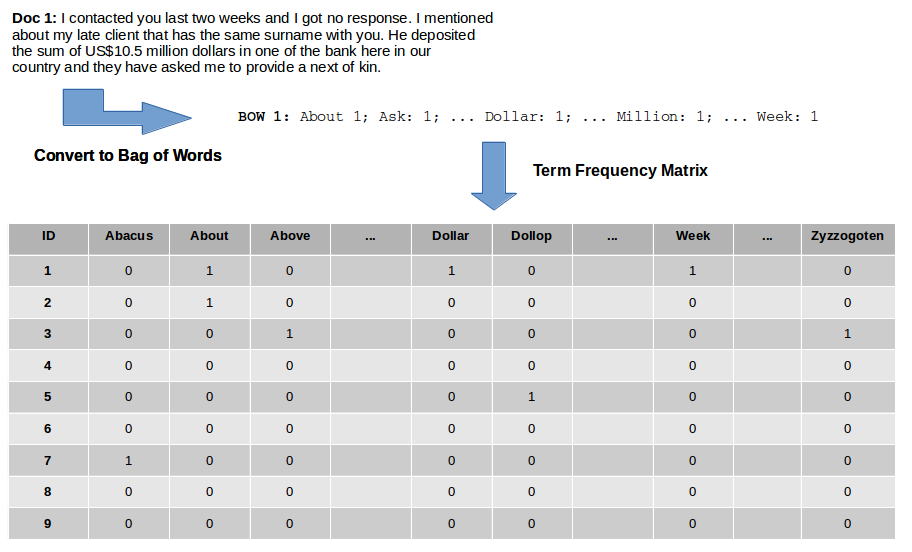 Doc 1: I contacted you last two weeks and I got no response. I mentioned
about my late client that has the same surname with you. He deposited
the sum of US$10.5 million dollars in one of the bank here in our
country and they have asked me to provide a next of kin.
BOW 1: About 1; Ask: 1; ... Dollar: 1; ... Million: 1; ... Week: 1
Convert to Bag of Words
Term Frequency Matrix
ID Abacus About Above ... Dollar Dollop ... Week ... Zyzzogoten
1 0 1 0 1 0 1 0
2 0 1 0 0 0 0 0
3 0 0 1 0 0 0 1
4 0 0 0 0 0 0 0
5 0 0 0 0 1 0 0
6 0 0 0 0 0 0 0
7 1 0 0 0 0 0 0
8 0 0 0 0 0 0 0
9 0 0 0 0 0 0 0